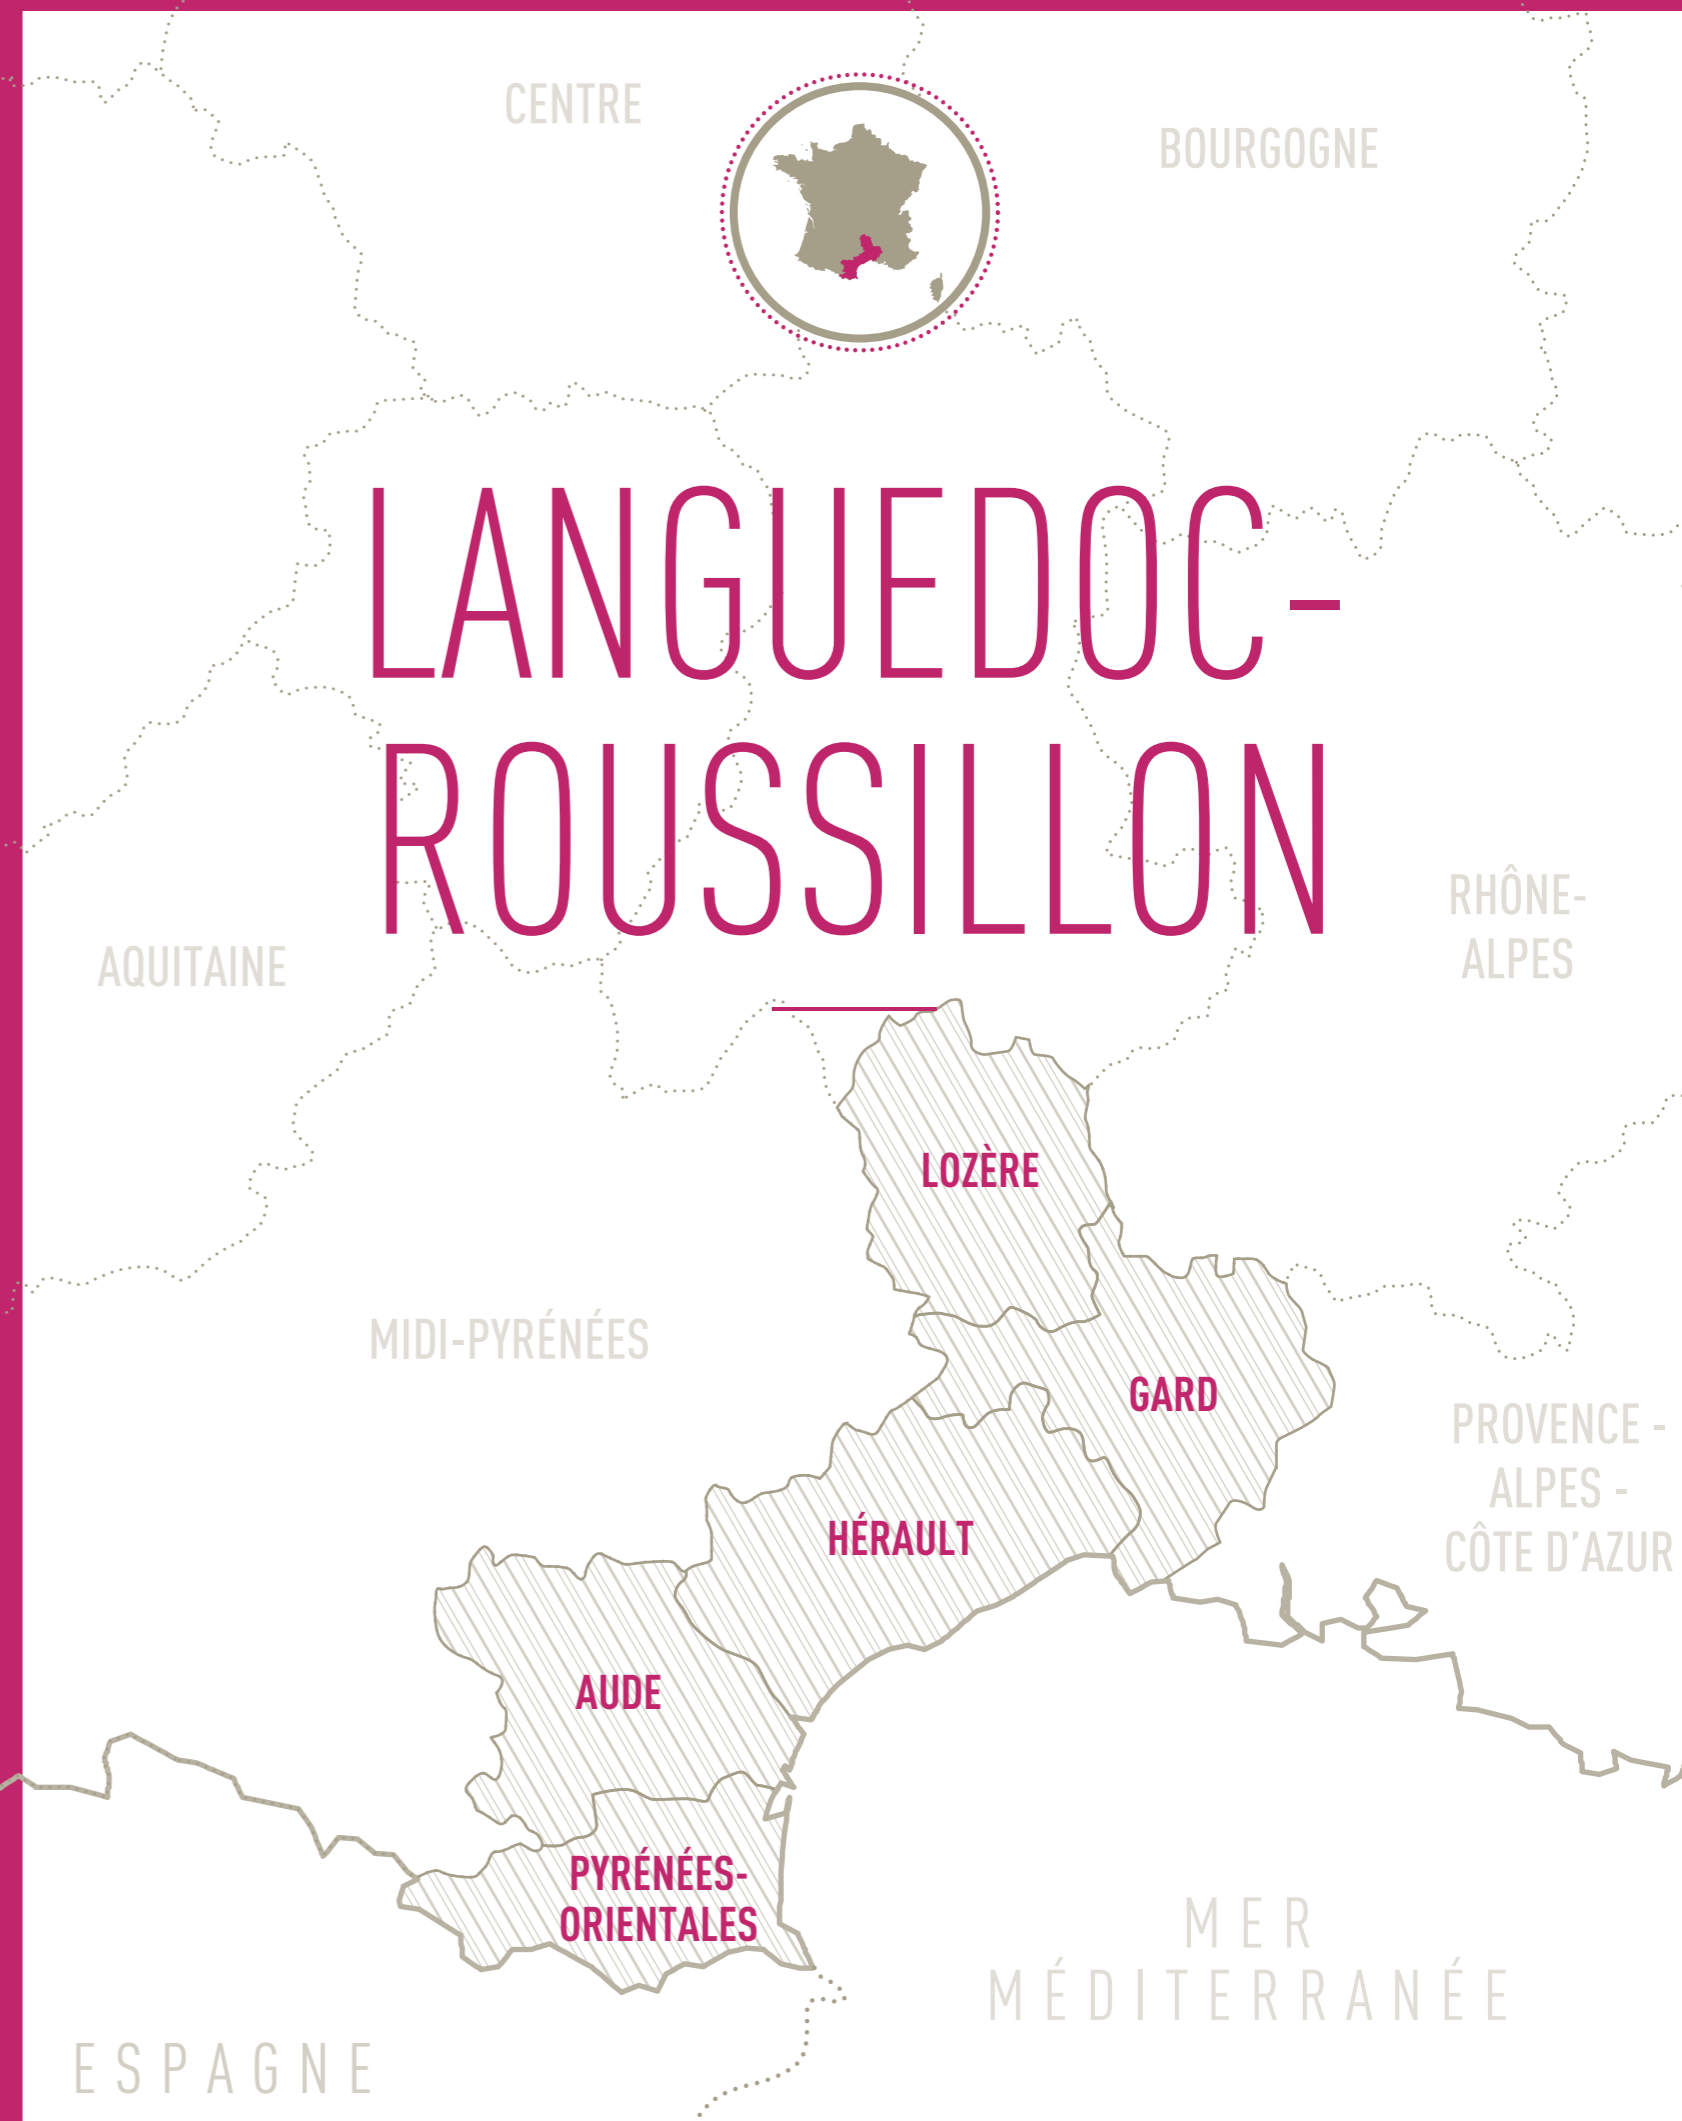 CENTRE
BOURGOGNE
LANGUEDOC-
ROUSSILLON
RHÔNE-
ALPES
AQUITAINE
LOZÈRE
MIDI-PYRÉNÉES
GARD
PROVENCE -
ALPES -
CÔTE D'AZUR
HÉRAULT
AUDE
PYRÉNÉES-
ORIENTALES
MER
MÉDITERRANÉE
ESPAGNE